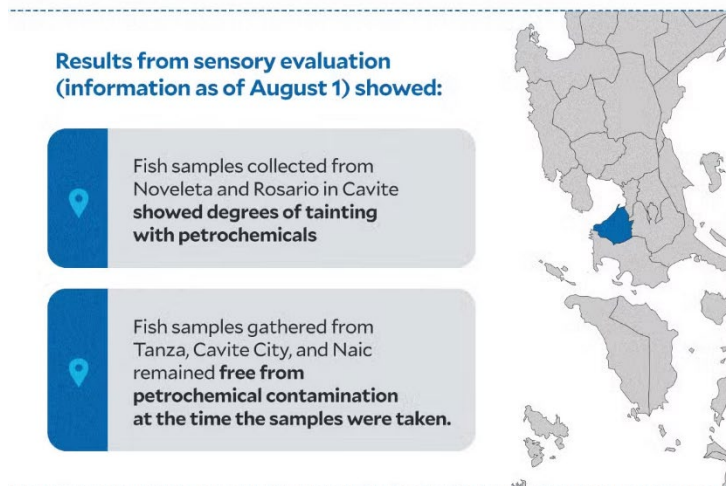 Results from sensory evaluation
(information as of August 1) showed:
Fish samples collected from
Noveleta and Rosario in Cavite
showed degrees of tainting
with petrochemicals
Fish samples gathered from
Tanza, Cavite City, and Naic
remained free from
petrochemical contamination
at the time the samples were taken.